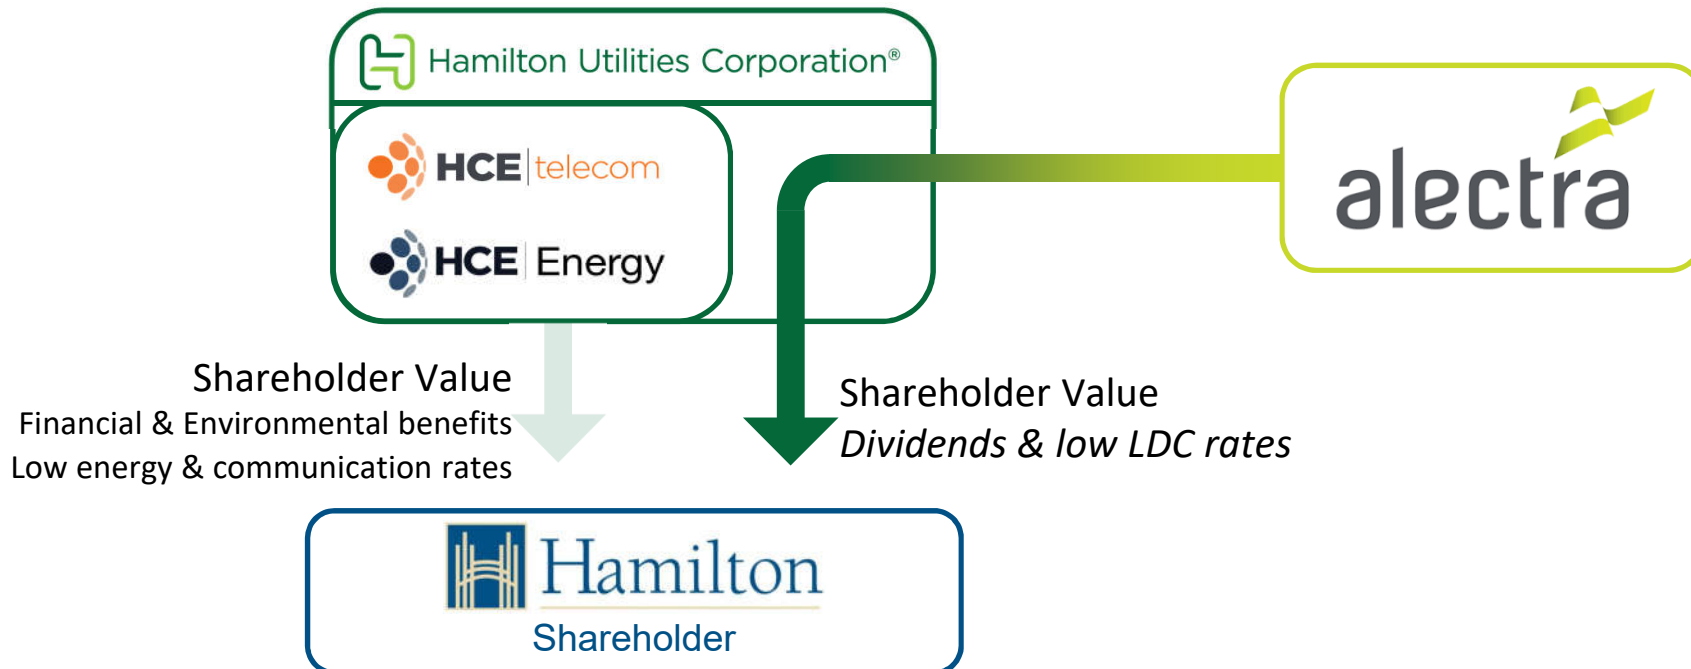 Hamilton Utilities Corporation®
HCE telecom
HCE Energy
alectra
Shareholder Value
Financial & Environmental benefits
Low energy & communication rates
Shareholder Value
Dividends & low LDC rates
Hamilton
Shareholder